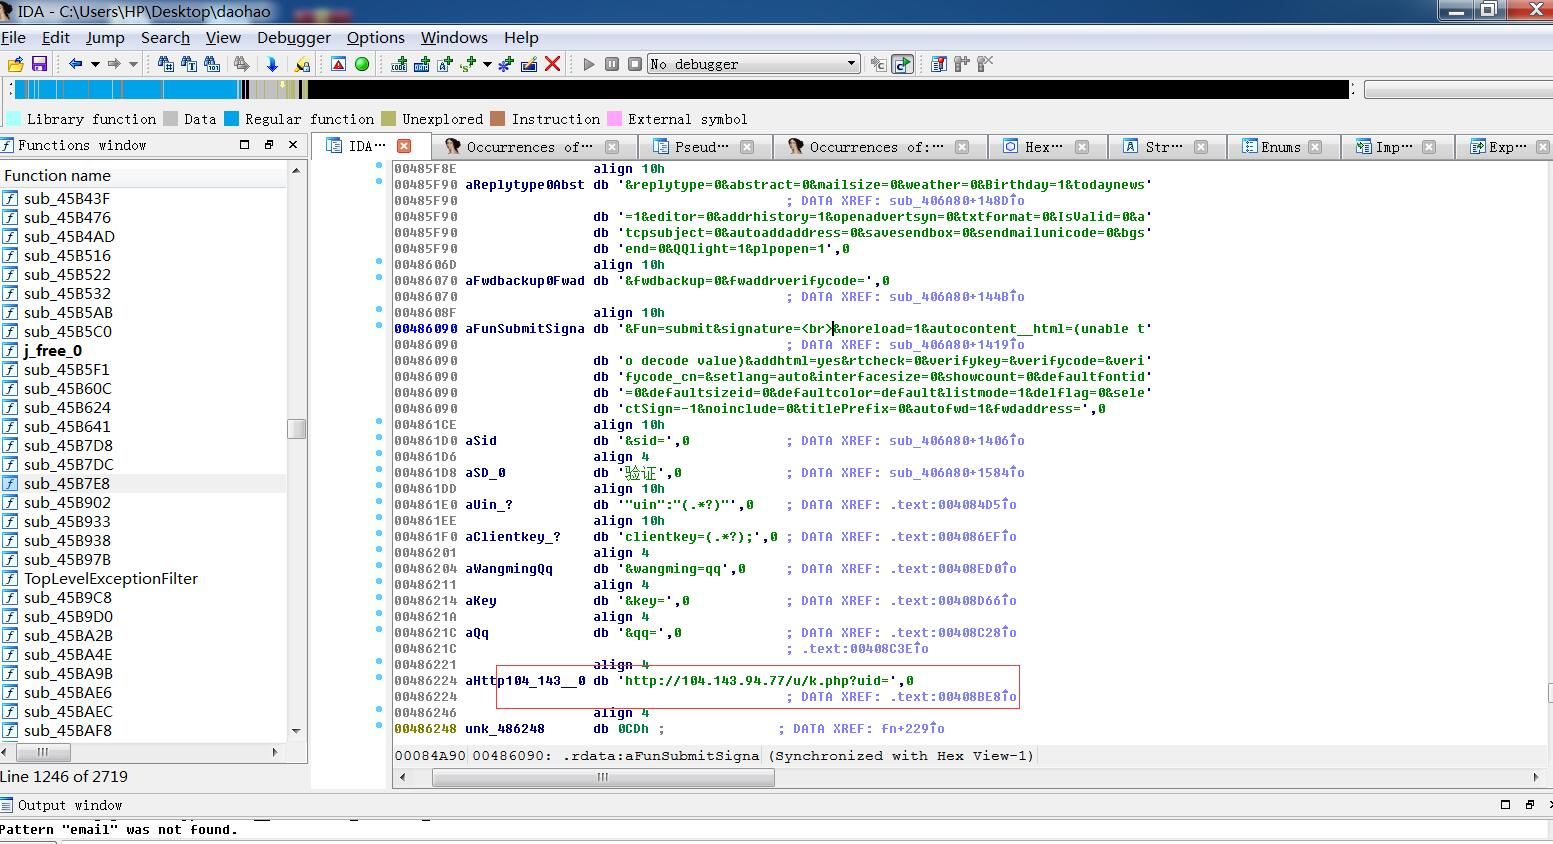 IDA - C:\Users\HP\Desktop\daohao
File Edit Jump Search View Debugger Options Windows Help
No debugger
Library function Data Regular function Unexplored Instruction External symbol
Functions window
IDA··· Occurrences of··· Pseud··· Occurrences of:··· Hex··· Str··· Enums Imp··· Exp···
Function name
sub_45B43F
sub_45B476
sub_45B4AD
sub_45B516
sub_45B522
sub_45B532
sub_45B5AB
sub_45B5C0
j_free_0
sub_45B5F1
sub_45B60C
sub_45B624
sub_45B641
sub_45B7D8
sub_45B7DC
sub_45B7E8
sub_45B902
sub_45B933
sub_45B938
sub_45B97B
TopLevelExceptionFilter
sub_45B9C8
sub_45B9D0
sub_45BA2B
sub_45BA4E
sub_45BA9B
sub_45BAE6
sub_45BAEC
sub_45BAF8
Line 1246 of 2719
00485F8E align 10h
00485F90 aReplytype0Abst db '&replytype=0&abstract=0&mailsize=0&weather=0&Birthday=1&todaynews'
00485F90 ; DATA XREF: sub_406A80+148D↑o
00485F90 db '=1&editor=0&addrhistory=1&openadvertsyn=0&txtformat=0&IsValid=0&a'
00485F90 db 'tcpsubject=0&autoaddaddress=0&savesendbox=0&sendmailunicode=0&bgs'
00485F90 db 'end=0&QQlight=1&plpopen=1',0
0048606D align 10h
00486070 aFwdbackup0Fwad db '&fwdbackup=0&fwaddrverifycode=',0
00486070 ; DATA XREF: sub_406A80+144B↑o
0048608F align 10h
00486090 aFunSubmitSigna db '&Fun=submit&signature=<br>&noreload=1&autocontent__html=(unable t'
00486090 ; DATA XREF: sub_406A80+1419↑o
00486090 db 'o decode value)&addhtml=yes&rtcheck=0&verifykey=&verifycode=&veri'
00486090 db 'fycode_cn=&setlang=auto&interfacesize=0&showcount=0&defaultfontid'
00486090 db '=0&defaultsizeid=0&defaultcolor=default&listmode=1&delflag=0&sele'
00486090 db 'ctSign=-1&noinclude=0&titlePrefix=0&autofwd=1&fwdaddress=',0
004861CE align 10h
004861D0 aSid db '&sid=',0 ; DATA XREF: sub_406A80+1406↑o
004861D6 align 4
004861D8 aSD_0 db '验证',0 ; DATA XREF: sub_406A80+1584↑o
004861DD align 10h
004861E0 aUin_? db '"uin":"(.*?)"',0 ; DATA XREF: .text:004084D5↑o
004861EE align 10h
004861F0 aClientkey_? db 'clientkey=(.*?);',0 ; DATA XREF: .text:004086EF↑o
00486201 align 4
00486204 aWangmingQq db '&wangming=qq',0 ; DATA XREF: .text:00408ED0↑o
00486211 align 4
00486214 aKey db '&key=',0 ; DATA XREF: .text:00408D66↑o
0048621A align 4
0048621C aQq db '&qq=',0 ; DATA XREF: .text:00408C28↑o
0048621C ; .text:00408C3E↑o
00486221 align 4
00486224 aHttp104_143__0 db 'http://104.143.94.77/u/k.php?uid=',0
00486224 ; DATA XREF: .text:00408BE8↑o
00486246 align 4
00486248 unk_486248 db 0CDh ; ; DATA XREF: fn+229↑o
00084A90 00486090: .rdata:aFunSubmitSigna (Synchronized with Hex View-1)
Output window
Pattern "email" was not found.